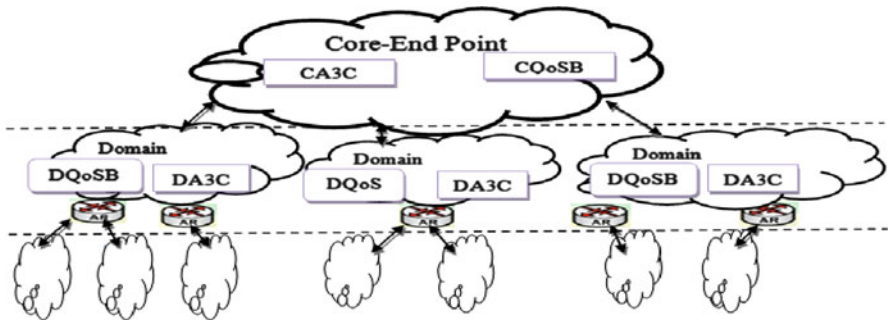 Core-End Point
CA3C
CQoSB
Domain
DQoSB
DA3C
Domain
DQoS
DA3C
Domain
DQoSB
DA3C
AR
AR
AR
AR
AR